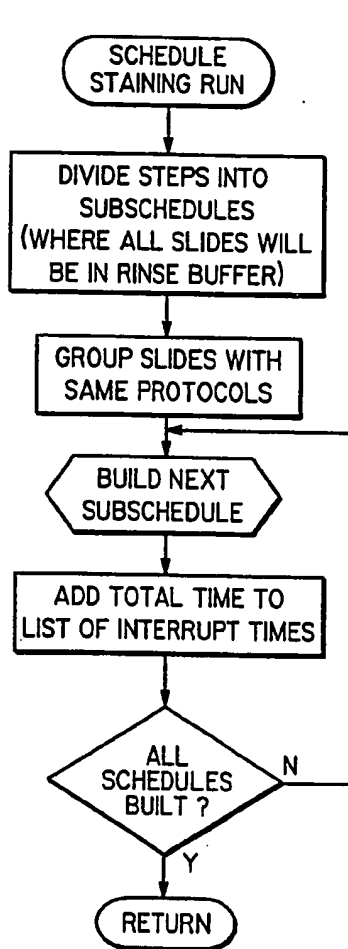 SCHEDULE
STAINING RUN
DIVIDE STEPS INTO
SUBSCHEDULES
(WHERE ALL SLIDES WILL
BE IN RINSE BUFFER)
GROUP SLIDES WITH
SAME PROTOCOLS
BUILD NEXT
SUBSCHEDULE
ADD TOTAL TIME TO
LIST OF INTERRUPT TIMES
ALL
SCHEDULES
BUILT ?
N
Y
RETURN